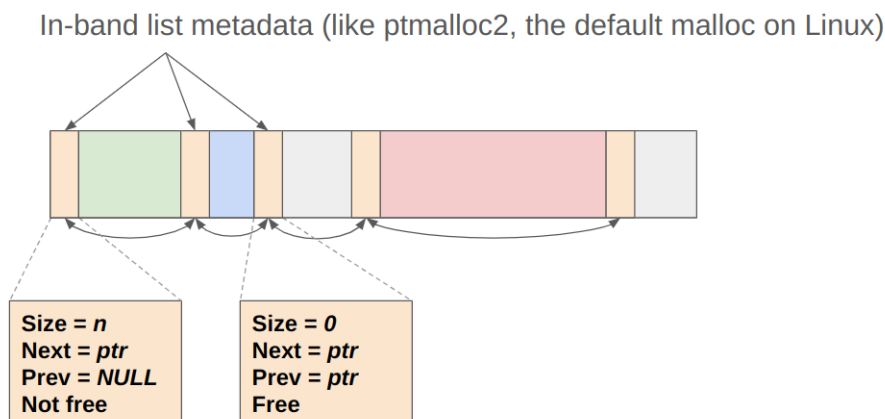 In-band list metadata (like ptmalloc2, the default malloc on Linux)
Size = n
Next = ptr
Prev = NULL
Not free
Size = 0
Next = ptr
Prev = ptr
Free